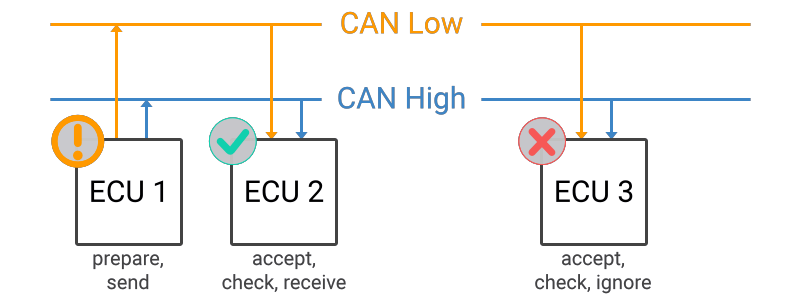 CAN Low
CAN High
ECU 1
ECU 2
ECU 3
prepare,
send
accept,
check, receive
accept,
check, ignore